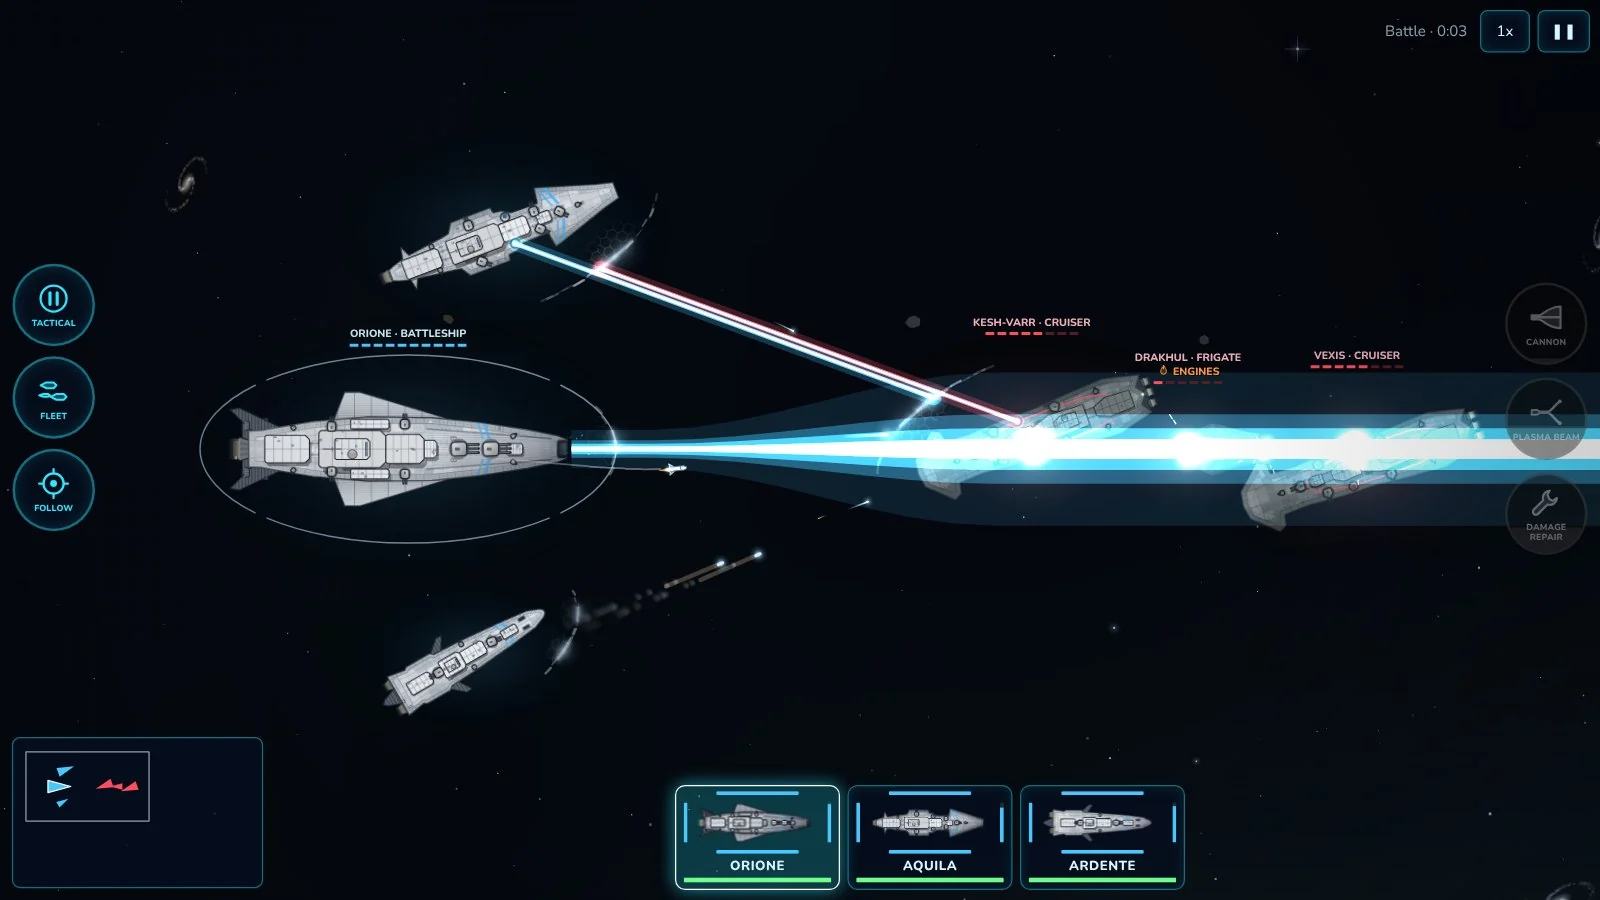 Battle · 0:03
1x
TACTICAL
FLEET
FOLLOW
ORIONE · BATTLESHIP
KESH-VARR · CRUISER
DRAKHUL · FRIGATE
ENGINES
VEXIS · CRUISER
CANNON
PLASMA BEAM
DAMAGE
REPAIR
ORIONE
AQUILA
ARDENTE